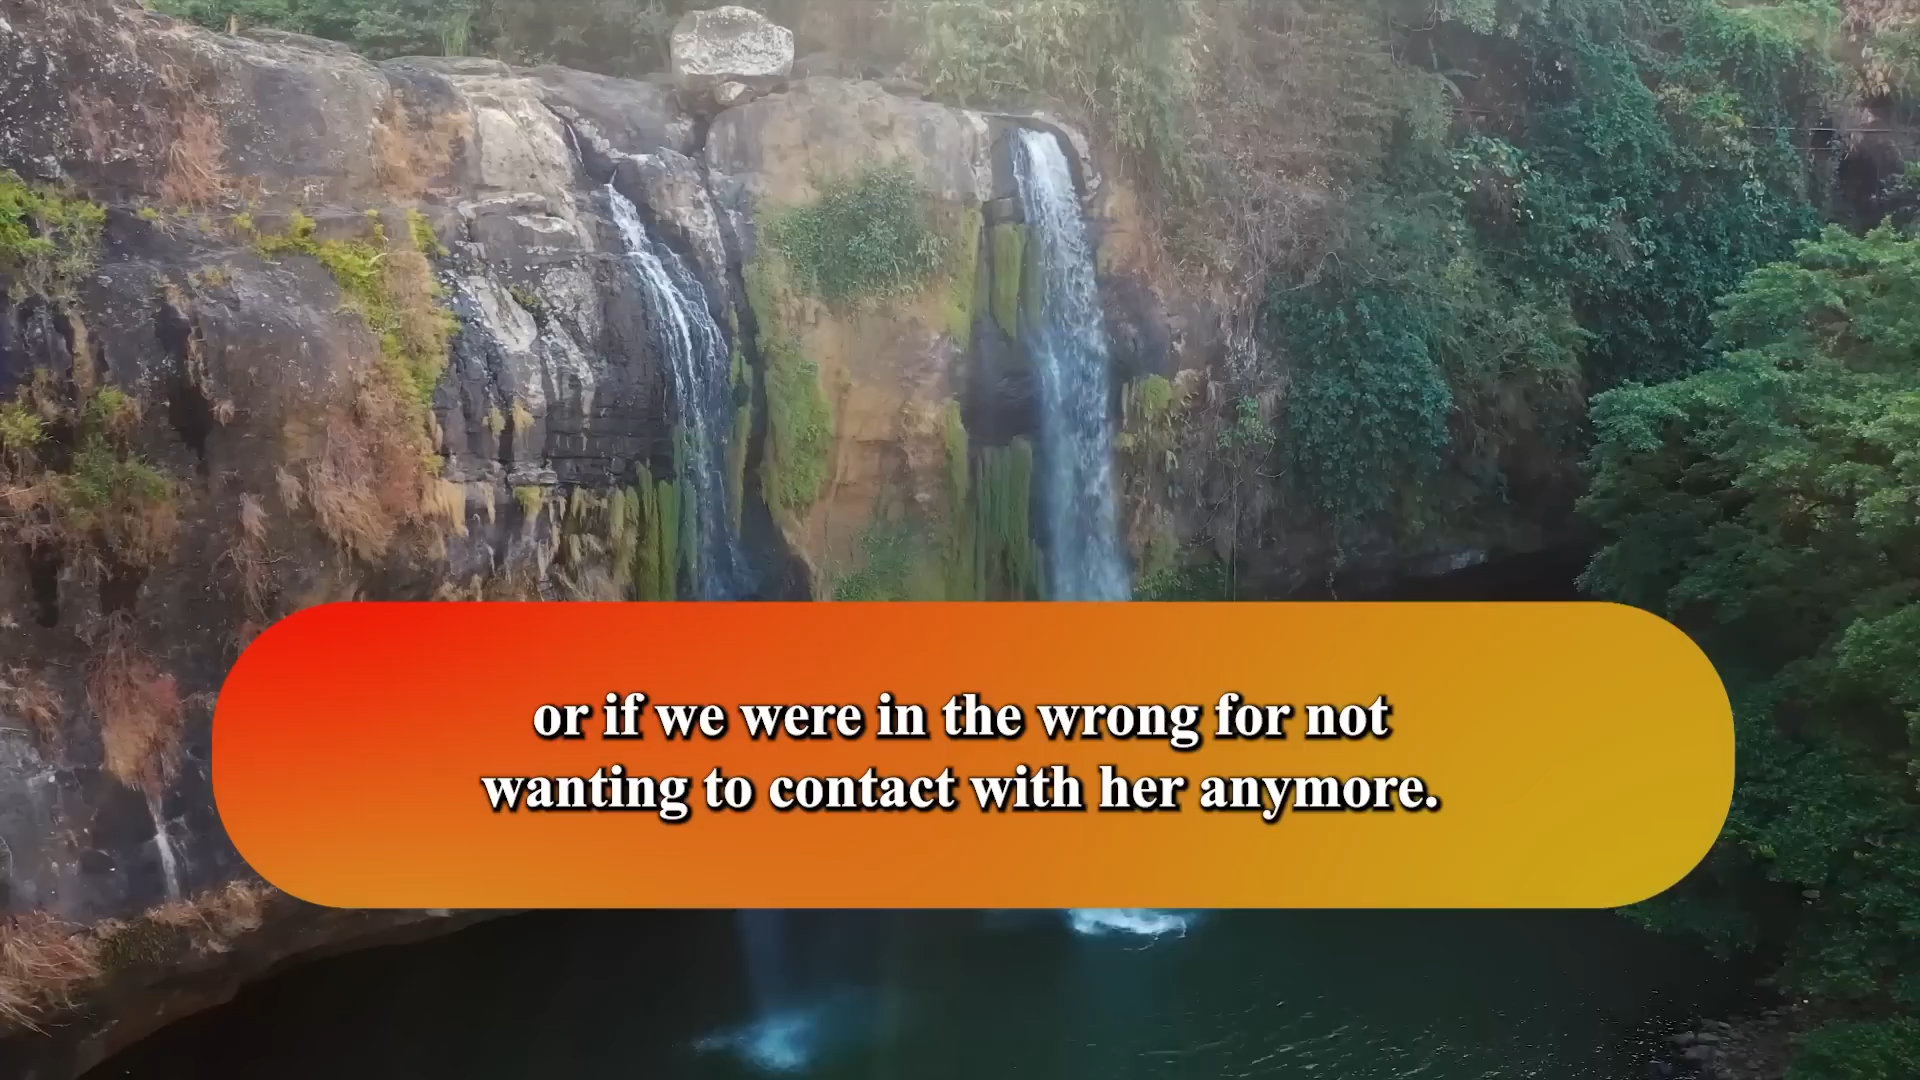 or if we were in the wrong for not
wanting to contact with her anymore.